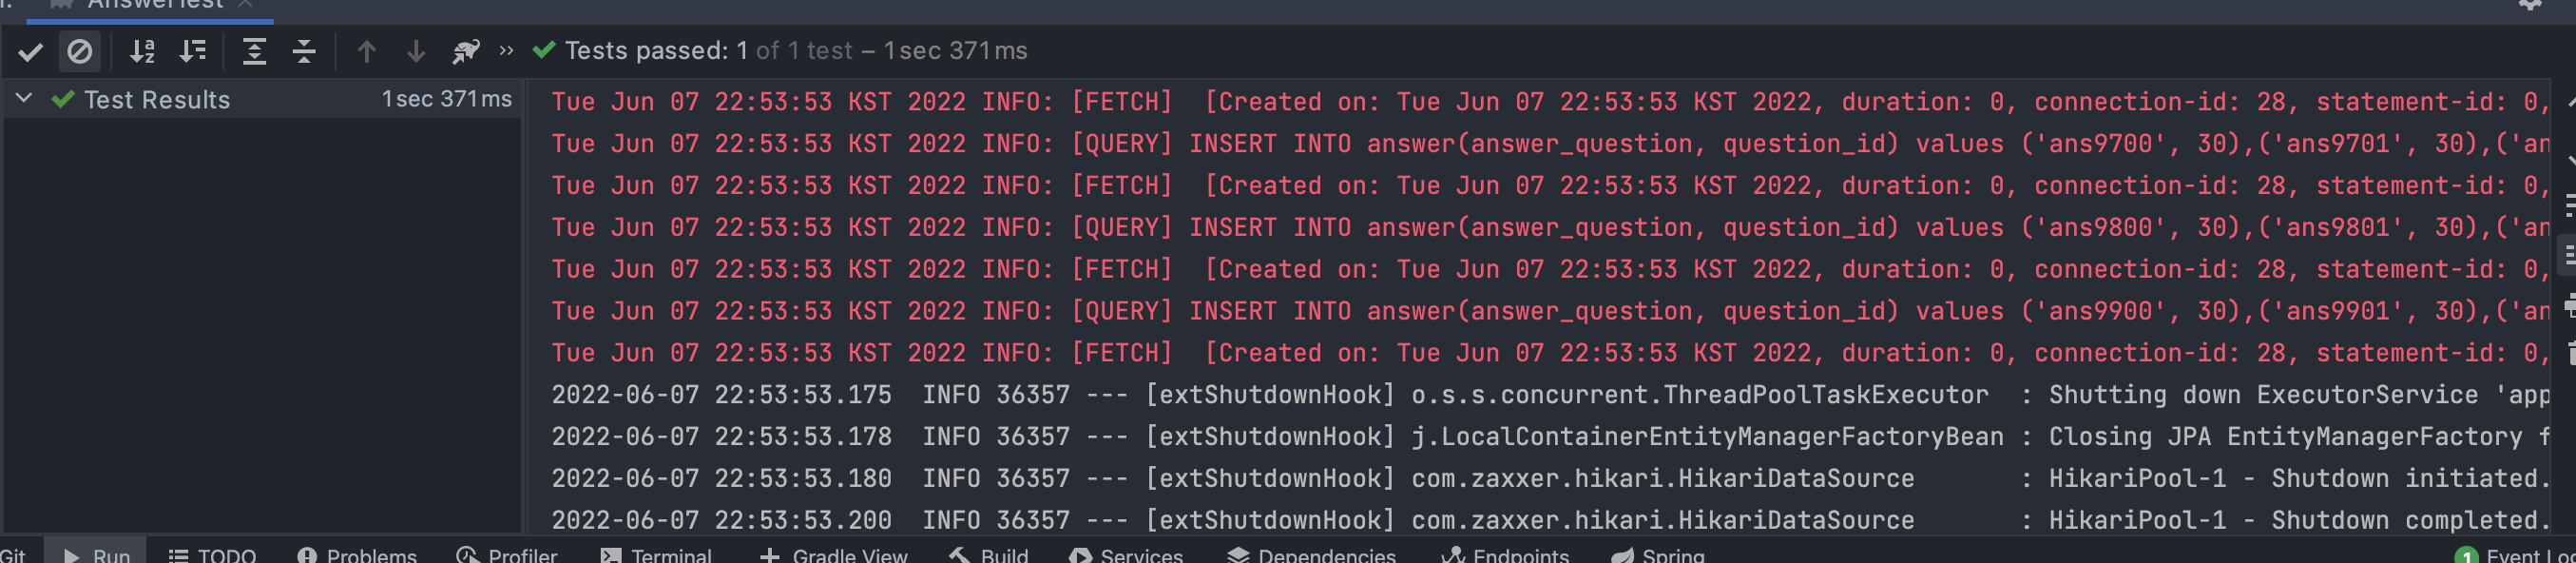 AnswerTest
Tests passed: 1 of 1 test – 1 sec 371 ms
Test Results 1 sec 371 ms
Tue Jun 07 22:53:53 KST 2022 INFO: [FETCH]  [Created on: Tue Jun 07 22:53:53 KST 2022, duration: 0, connection-id: 28, statement-id: 0,
Tue Jun 07 22:53:53 KST 2022 INFO: [QUERY] INSERT INTO answer(answer_question, question_id) values ('ans9700', 30),('ans9701', 30),('an
Tue Jun 07 22:53:53 KST 2022 INFO: [FETCH]  [Created on: Tue Jun 07 22:53:53 KST 2022, duration: 0, connection-id: 28, statement-id: 0,
Tue Jun 07 22:53:53 KST 2022 INFO: [QUERY] INSERT INTO answer(answer_question, question_id) values ('ans9800', 30),('ans9801', 30),('an
Tue Jun 07 22:53:53 KST 2022 INFO: [FETCH]  [Created on: Tue Jun 07 22:53:53 KST 2022, duration: 0, connection-id: 28, statement-id: 0,
Tue Jun 07 22:53:53 KST 2022 INFO: [QUERY] INSERT INTO answer(answer_question, question_id) values ('ans9900', 30),('ans9901', 30),('an
Tue Jun 07 22:53:53 KST 2022 INFO: [FETCH]  [Created on: Tue Jun 07 22:53:53 KST 2022, duration: 0, connection-id: 28, statement-id: 0,
2022-06-07 22:53:53.175  INFO 36357 --- [extShutdownHook] o.s.s.concurrent.ThreadPoolTaskExecutor  : Shutting down ExecutorService 'app
2022-06-07 22:53:53.178  INFO 36357 --- [extShutdownHook] j.LocalContainerEntityManagerFactoryBean : Closing JPA EntityManagerFactory f
2022-06-07 22:53:53.180  INFO 36357 --- [extShutdownHook] com.zaxxer.hikari.HikariDataSource       : HikariPool-1 - Shutdown initiated.
2022-06-07 22:53:53.200  INFO 36357 --- [extShutdownHook] com.zaxxer.hikari.HikariDataSource       : HikariPool-1 - Shutdown completed.
Git Run TODO Problems Profiler Terminal Gradle View Build Services Dependencies Endpoints Spring 1 Event Log